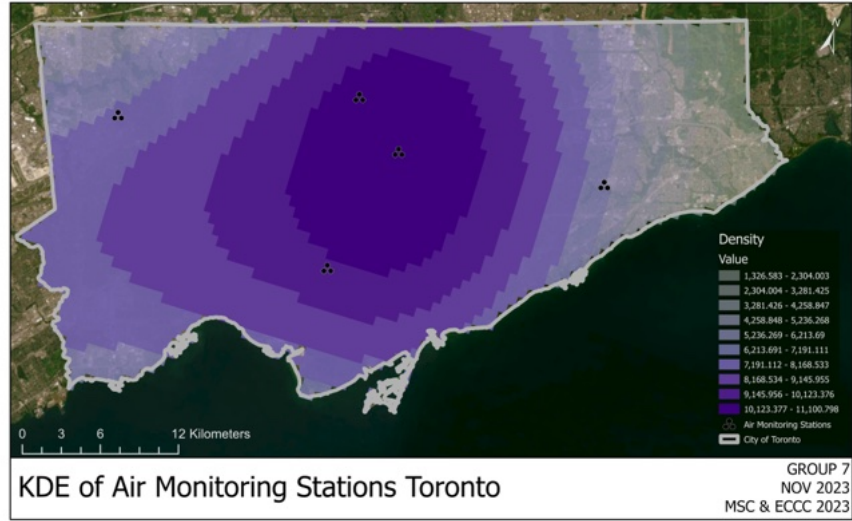 Density
Value
1,326.583 - 2,304.003
2,304.004 - 3,281.425
3,281.426 - 4,258.847
4,258.848 - 5,236.268
5,236.269 - 6,213.69
6,213.691 - 7,191.111
7,191.112 - 8,168.533
8,168.534 - 9,145.955
9,145.956 - 10,123.376
10,123.377 - 11,100.798
Air Monitoring Stations
City of Toronto
0 3 6 12 Kilometers
KDE of Air Monitoring Stations Toronto
GROUP 7
NOV 2023
MSC & ECCC 2023